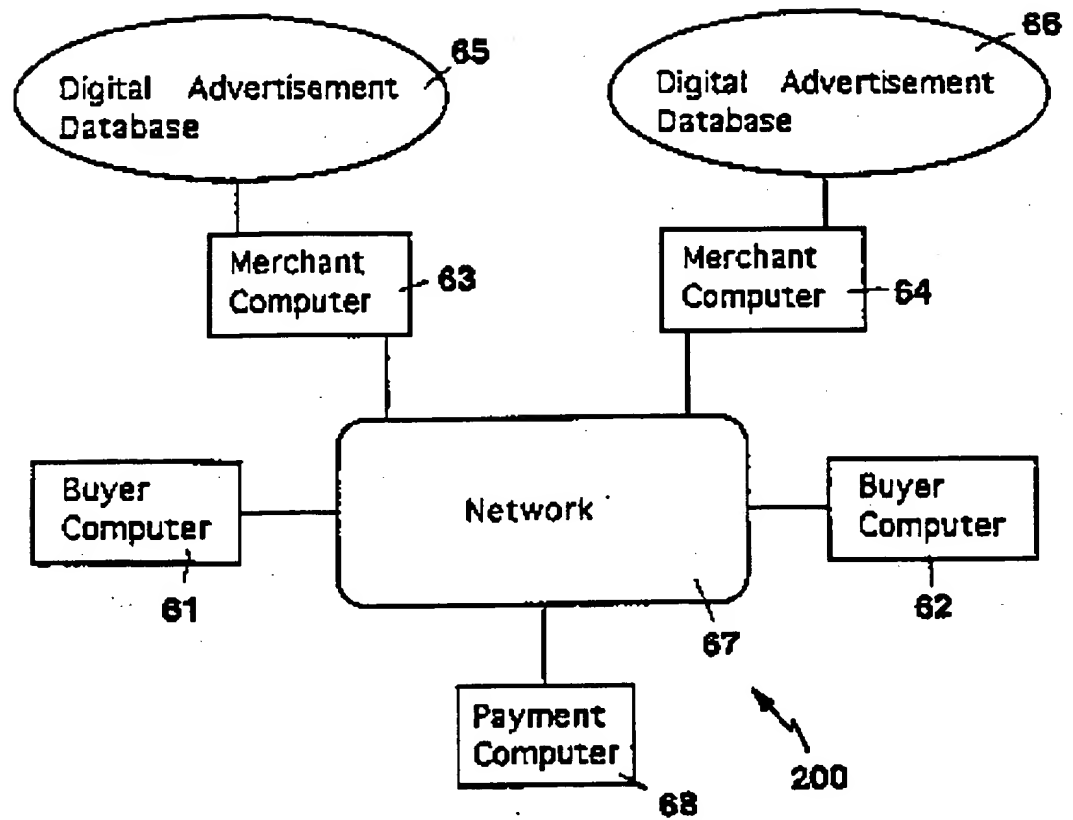 66
65
Digital Advertisement
Database
Digital Advertisement
Database
Merchant
Computer
63
Merchant
Computer
64
Buyer
Computer
61
Network
67
Buyer
Computer
62
Payment
Computer
68
200